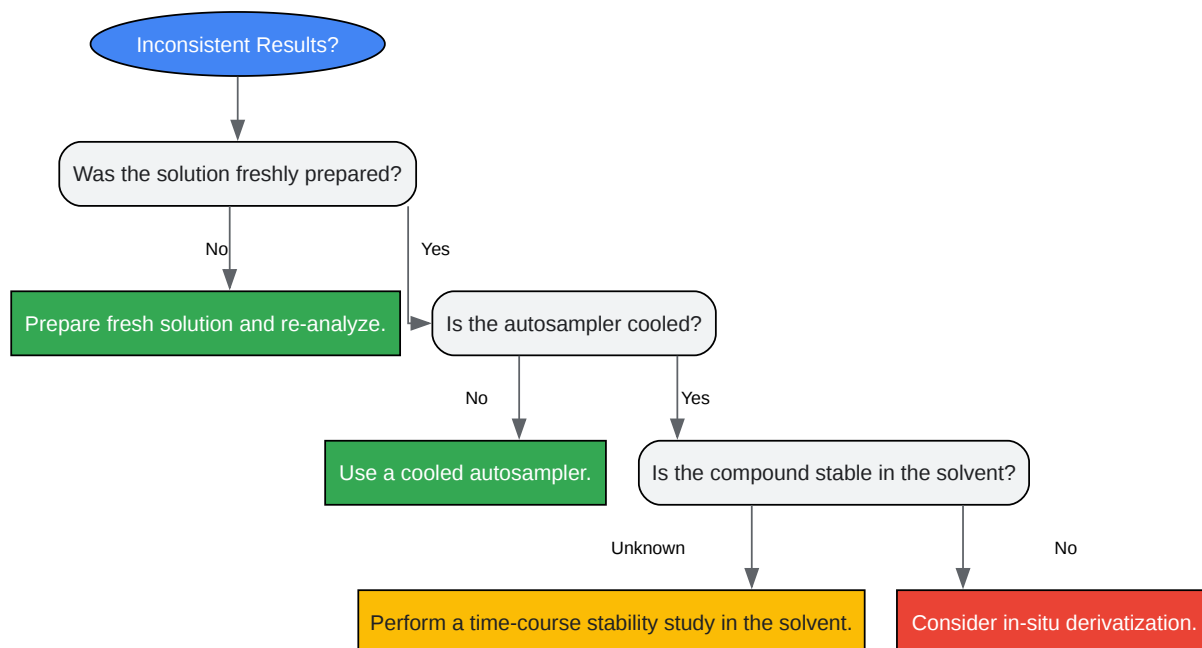 Inconsistent Results?
Was the solution freshly prepared?
No
Yes
Prepare fresh solution and re-analyze.
Is the autosampler cooled?
No
Yes
Use a cooled autosampler.
Is the compound stable in the solvent?
Unknown
No
Perform a time-course stability study in the solvent.
Consider in-situ derivatization.